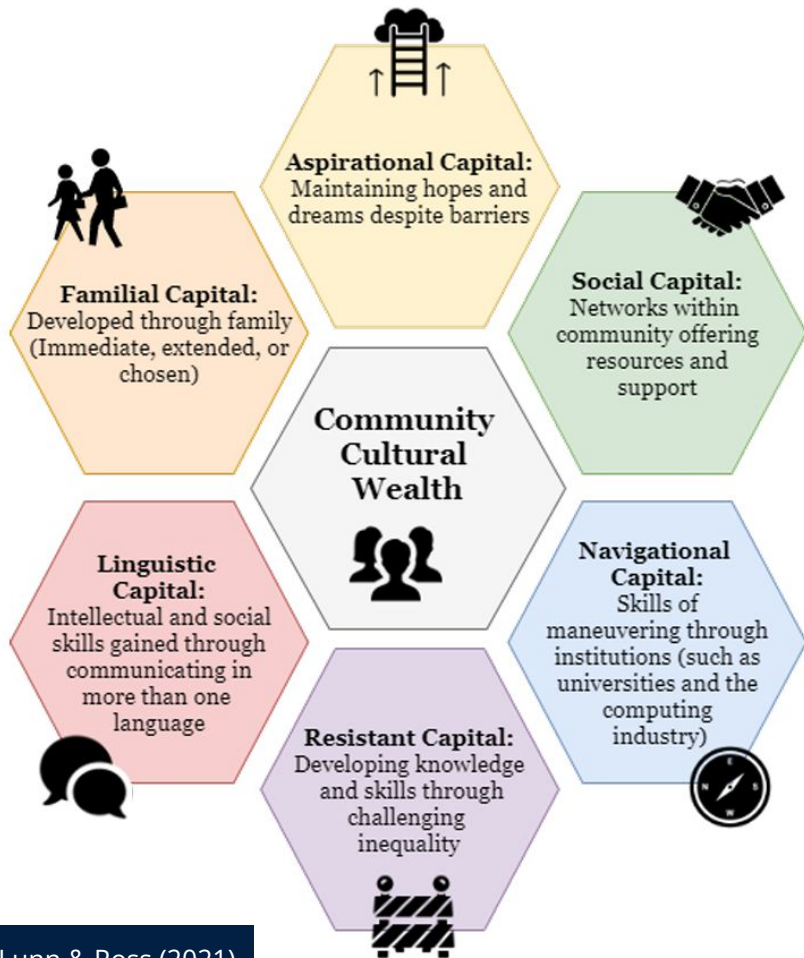 Aspirational Capital:
Maintaining hopes and
dreams despite barriers
Familial Capital:
Developed through family
(Immediate, extended, or
chosen)
Social Capital:
Networks within
community offering
resources and
support
Community
Cultural
Wealth
Linguistic
Capital:
Intellectual and social
skills gained through
communicating in
more than one
language
Navigational
Capital:
Skills of
maneuvering through
institutions (such as
universities and the
computing
industry)
Resistant Capital:
Developing knowledge
and skills through
challenging
inequality
N
E
S
W
& Ross (2021)